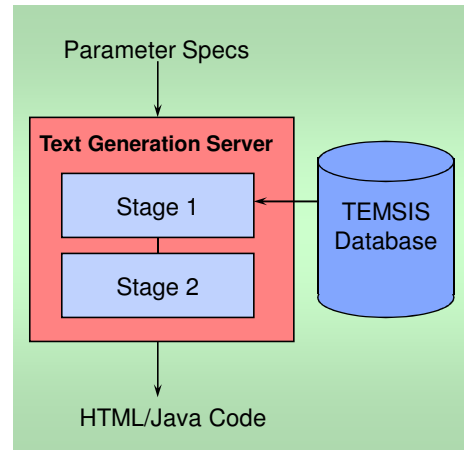 Parameter Specs
Text Generation Server
Stage 1
TEMSIS
Database
Stage 2
HTML/Java Code